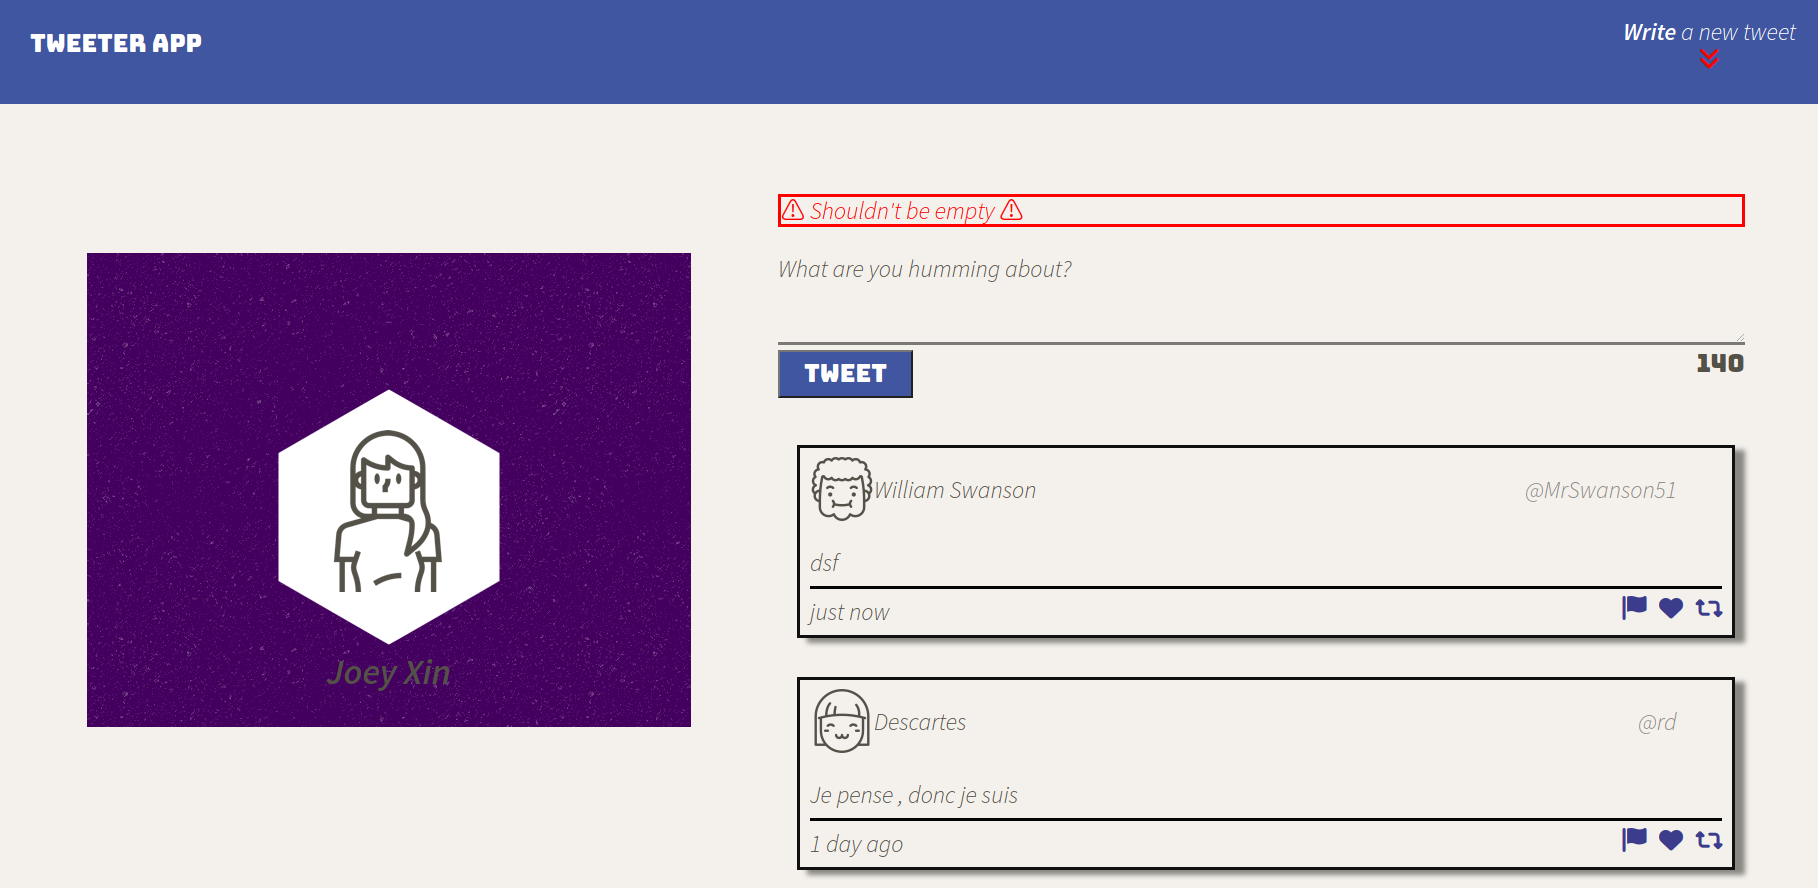 TWEETER APP
Write a new tweet
Shouldn't be empty
What are you humming about?
TWEET
140
Joey Xin
William Swanson
@MrSwanson51
dsf
just now
Descartes
@rd
Je pense , donc je suis
1 day ago